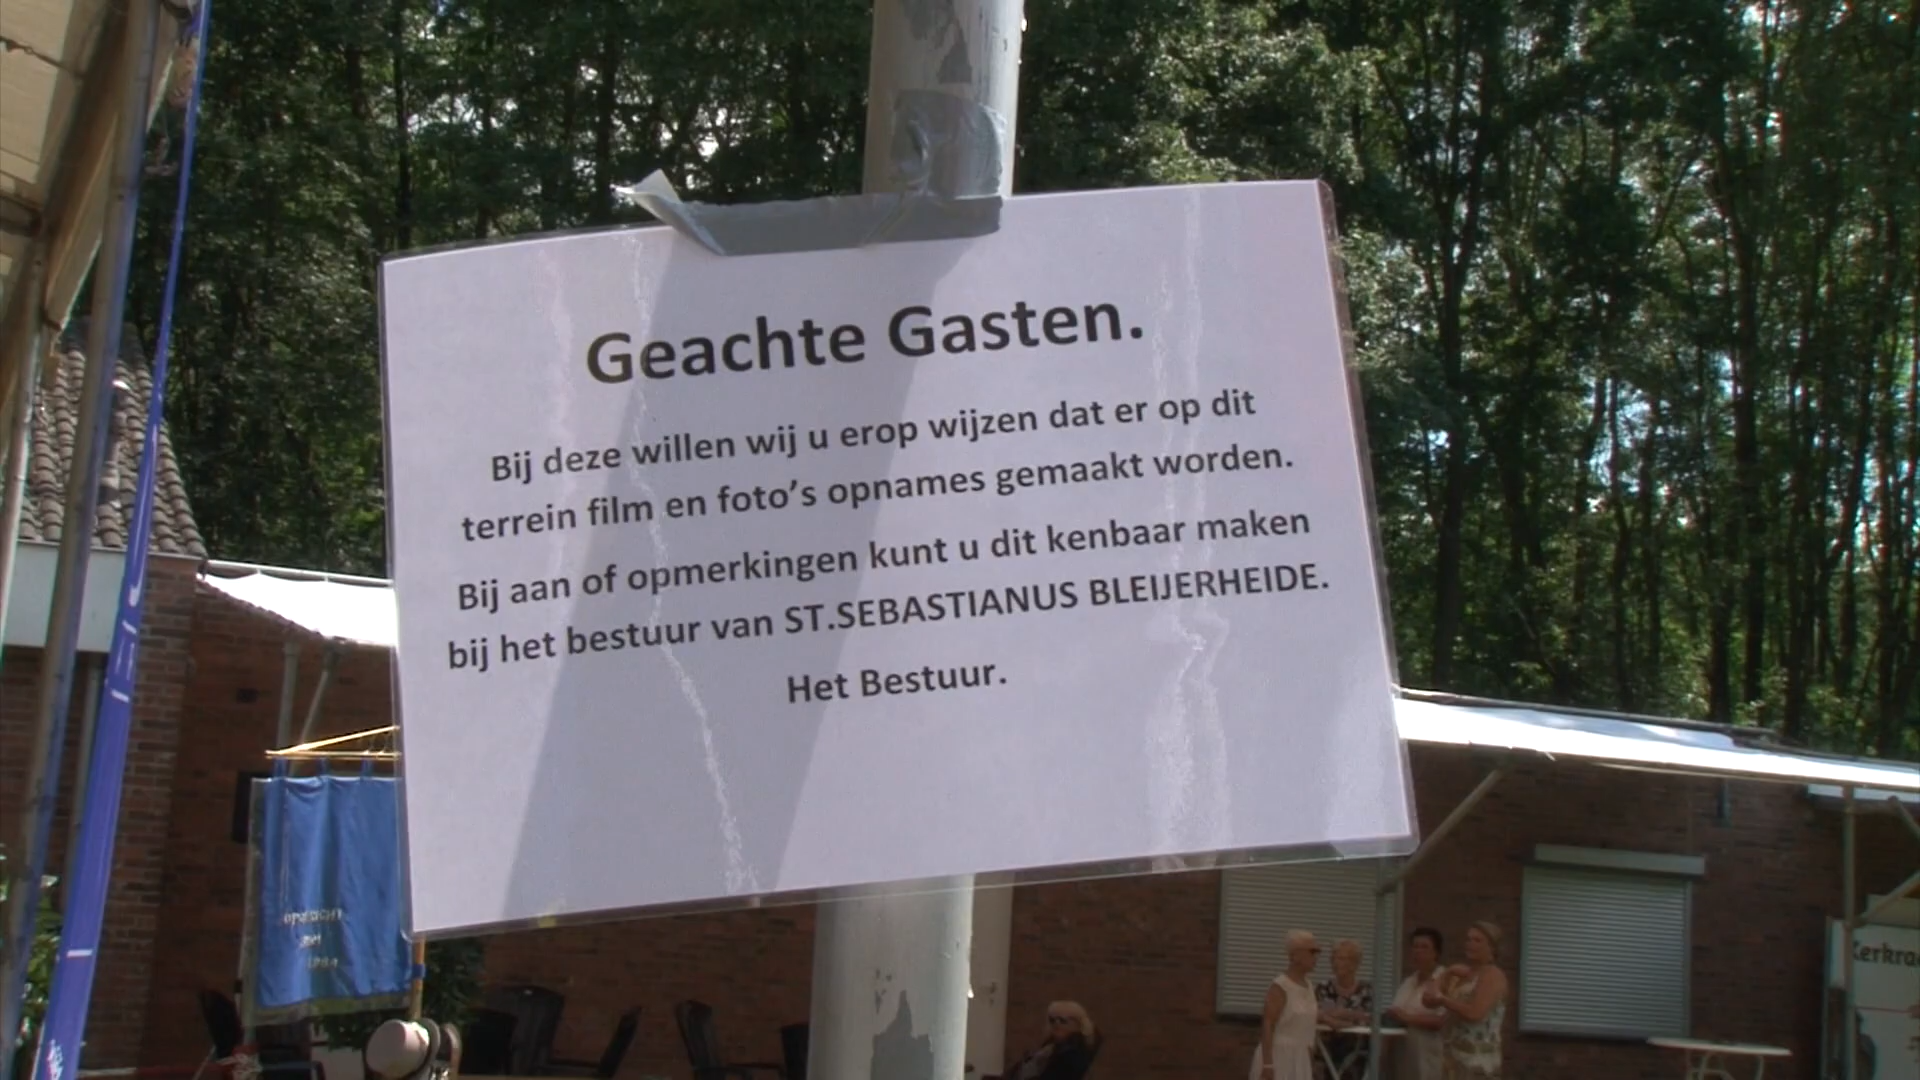 Geachte Gasten.
Bij deze willen wij u erop wijzen dat er op dit
terrein film en foto's opnames gemaakt worden.
Bij aan of opmerkingen kunt u dit kenbaar maken
bij het bestuur van ST.SEBASTIANUS BLEIJERHEIDE.
Het Bestuur.